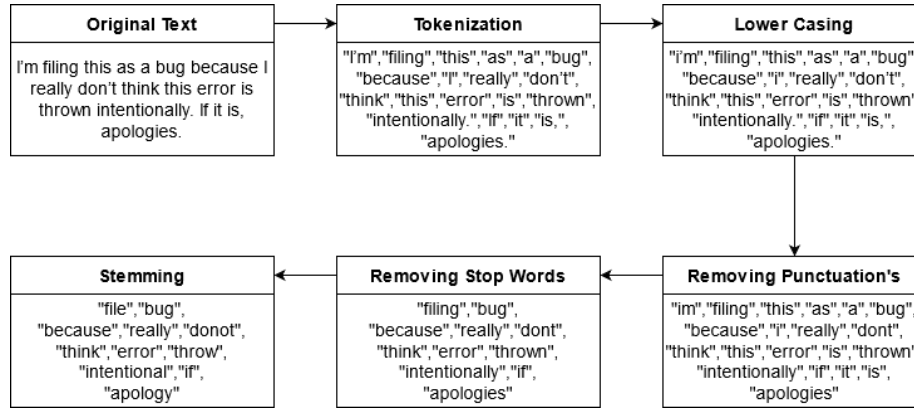 Original Text
I'm filing this as a bug because I
really don't think this error is
thrown intentionally. If it is,
apologies.
Tokenization
"I'm","filing","this","as","a","bug",
"because","I","really","don't",
"think","this","error","is","thrown",
"intentionally.","If","it","is,",
"apologies."
Lower Casing
"i'm","filing","this","as","a","bug",
"because","i","really","don't",
"think","this","error","is","thrown",
"intentionally.","if","it","is,",
"apologies."
Stemming
"file","bug",
"because","really","donot",
"think","error","throw",
"intentional","if",
"apology"
Removing Stop Words
"filing","bug",
"because","really","dont",
"think","error","thrown",
"intentionally","if",
"apologies"
Removing Punctuation's
"im","filing","this","as","a","bug",
"because","i","really","dont",
"think","this","error","is","thrown",
"intentionally","if","it","is",
"apologies"